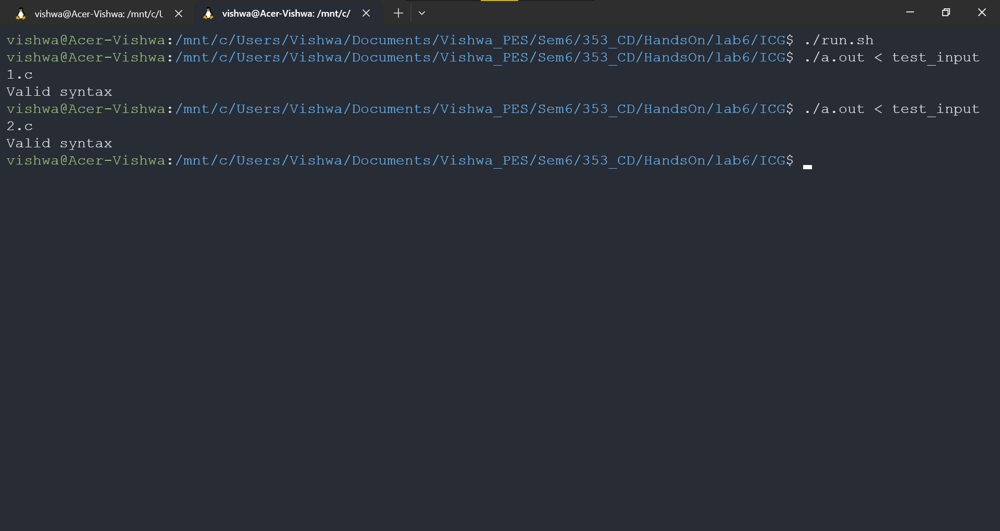 vishwa@Acer-Vishwa: /mnt/c/U
vishwa@Acer-Vishwa: /mnt/c/
vishwa@Acer-Vishwa:/mnt/c/Users/Vishwa/Documents/Vishwa_PES/Sem6/353_CD/HandsOn/lab6/ICG$ ./run.sh
vishwa@Acer-Vishwa:/mnt/c/Users/Vishwa/Documents/Vishwa_PES/Sem6/353_CD/HandsOn/lab6/ICG$ ./a.out < test_input
1.c
Valid syntax
vishwa@Acer-Vishwa:/mnt/c/Users/Vishwa/Documents/Vishwa_PES/Sem6/353_CD/HandsOn/lab6/ICG$ ./a.out < test_input
2.c
Valid syntax
vishwa@Acer-Vishwa:/mnt/c/Users/Vishwa/Documents/Vishwa_PES/Sem6/353_CD/HandsOn/lab6/ICG$